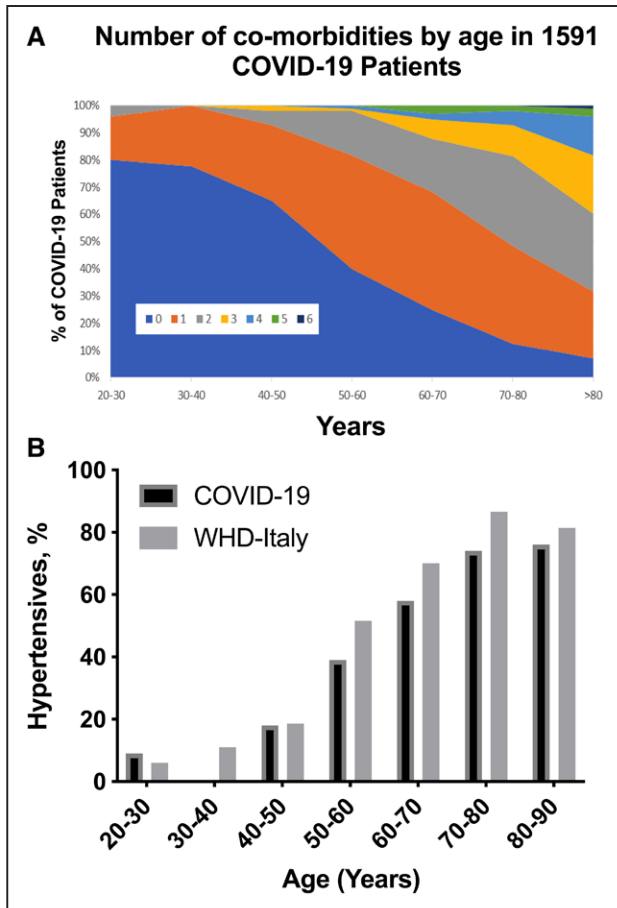 A
Number of co-morbidities by age in 1591
COVID-19 Patients
% of COVID-19 Patients
100%
90%
80%
70%
60%
50%
40%
30%
20%
10%
0%
0 1 2 3 4 5 6
20-30 30-40 40-50 50-60 60-70 70-80 >80
Years
B
Hypertensives, %
100
80
60
40
20
0
COVID-19
WHD-Italy
20-30 30-40 40-50 50-60 60-70 70-80 80-90
Age (Years)